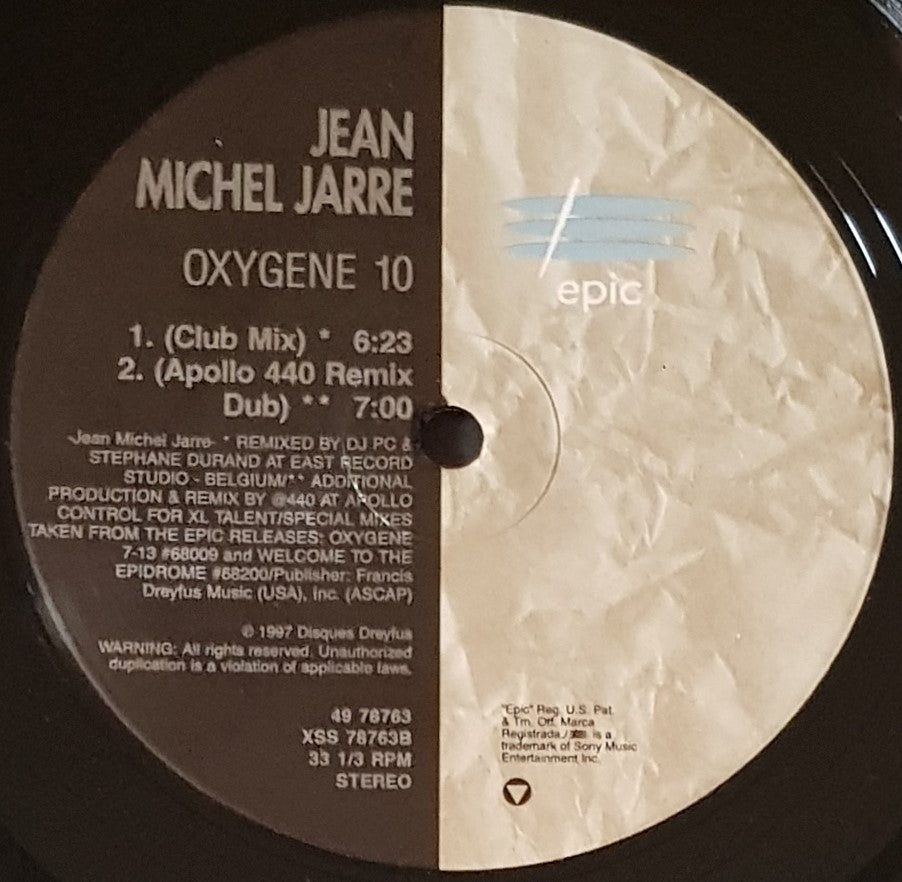 JEAN
MICHEL JARRE
OXYGENE 10
1. (Club Mix) * 6:23
2. (Apollo 440 Remix
Dub) ** 7:00
-Jean Michel Jarre- * REMIXED BY DJ PC &
STEPHANE DURAND AT EAST RECORD
STUDIO - BELGIUM/** ADDITIONAL
PRODUCTION & REMIX BY @440 AT APOLLO
CONTROL FOR XL TALENT/SPECIAL MIXES
TAKEN FROM THE EPIC RELEASES: OXYGENE
7-13 #68009 and WELCOME TO THE
EPIDROME #68200/Publisher: Francis
Dreyfus Music (USA), Inc. (ASCAP)
℗ 1997 Disques Dreyfus
WARNING: All rights reserved. Unauthorized
duplication is a violation of applicable laws.
49 78763
XSS 78763B
33 1/3 RPM
STEREO
epic
"Epic" Reg. U.S. Pat.
& Tm. Off. Marca
Registrada./ is a
trademark of Sony Music
Entertainment Inc.